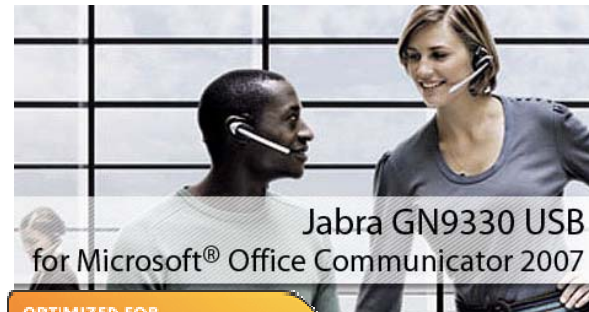 Jabra GN9330 USB
for Microsoft® Office Communicator 2007
OPTIMIZED FOR